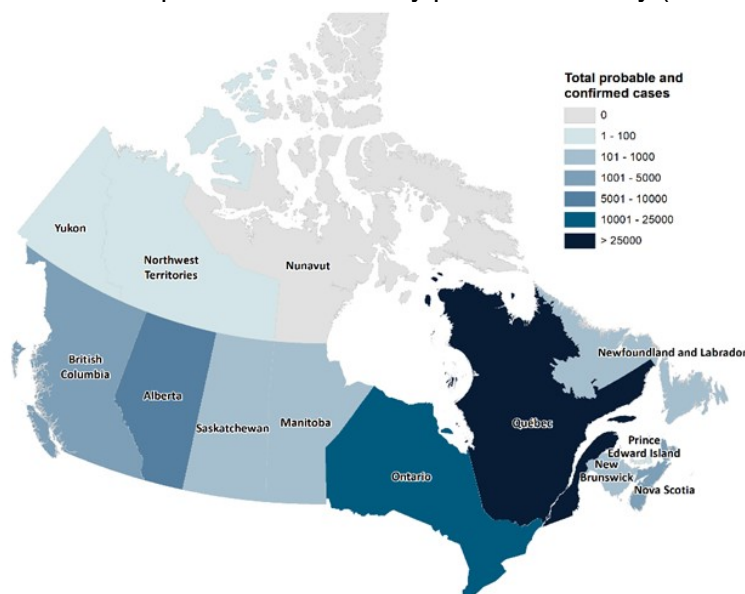 Total probable and
confirmed cases
0
1 - 100
101 - 1000
1001 - 5000
5001 - 10000
10001 - 25000
> 25000
Yukon
Northwest
Territories
Nunavut
British
Columbia
Alberta
Saskatchewan
Manitoba
Ontario
Québec
Newfoundland and Labrador
Prince
Edward Island
New
Brunswick
Nova Scotia